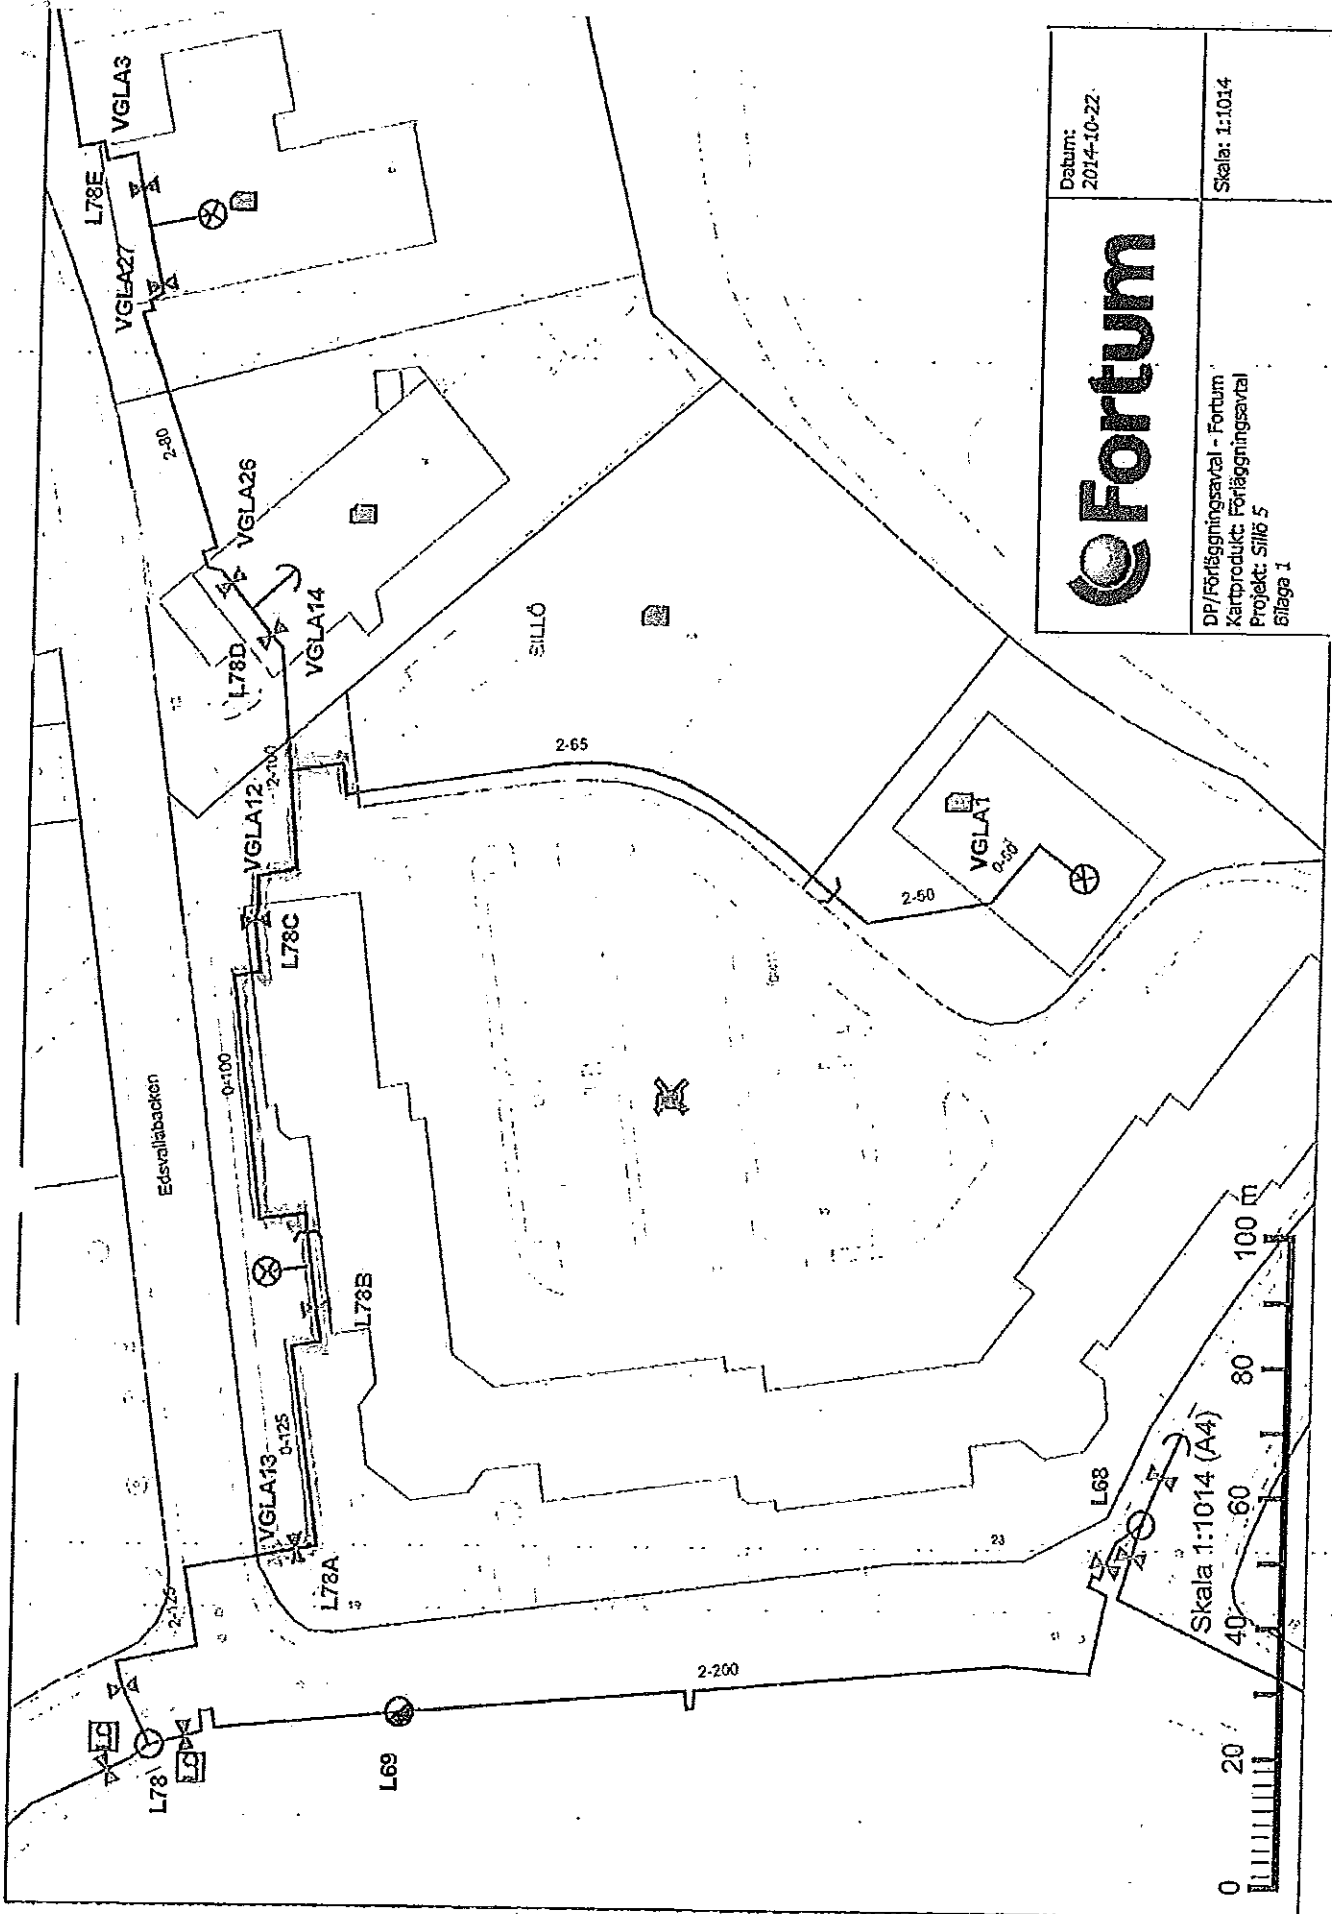 VGLA3
L78E
VGLA27
2-80
VGLA26
VGLA14
L78D
SILLÖ
2-100
VGLA12
2-65
L78C
VGLA1
0-50
2-50
0-100
Edsvallabacken
L78B
0-125
VGLA13
L78A
19
23
2-125
L78
L69
2-200
L68
Skala 1:1014 (A4)
0 20 40 60 80 100 m
Fortum
Datum:
2014-10-22
DP/Förläggningsavtal - Fortum
Kartprodukt: Förläggningsavtal
Projekt: Sillö 5
Bilaga 1
Skala: 1:1014